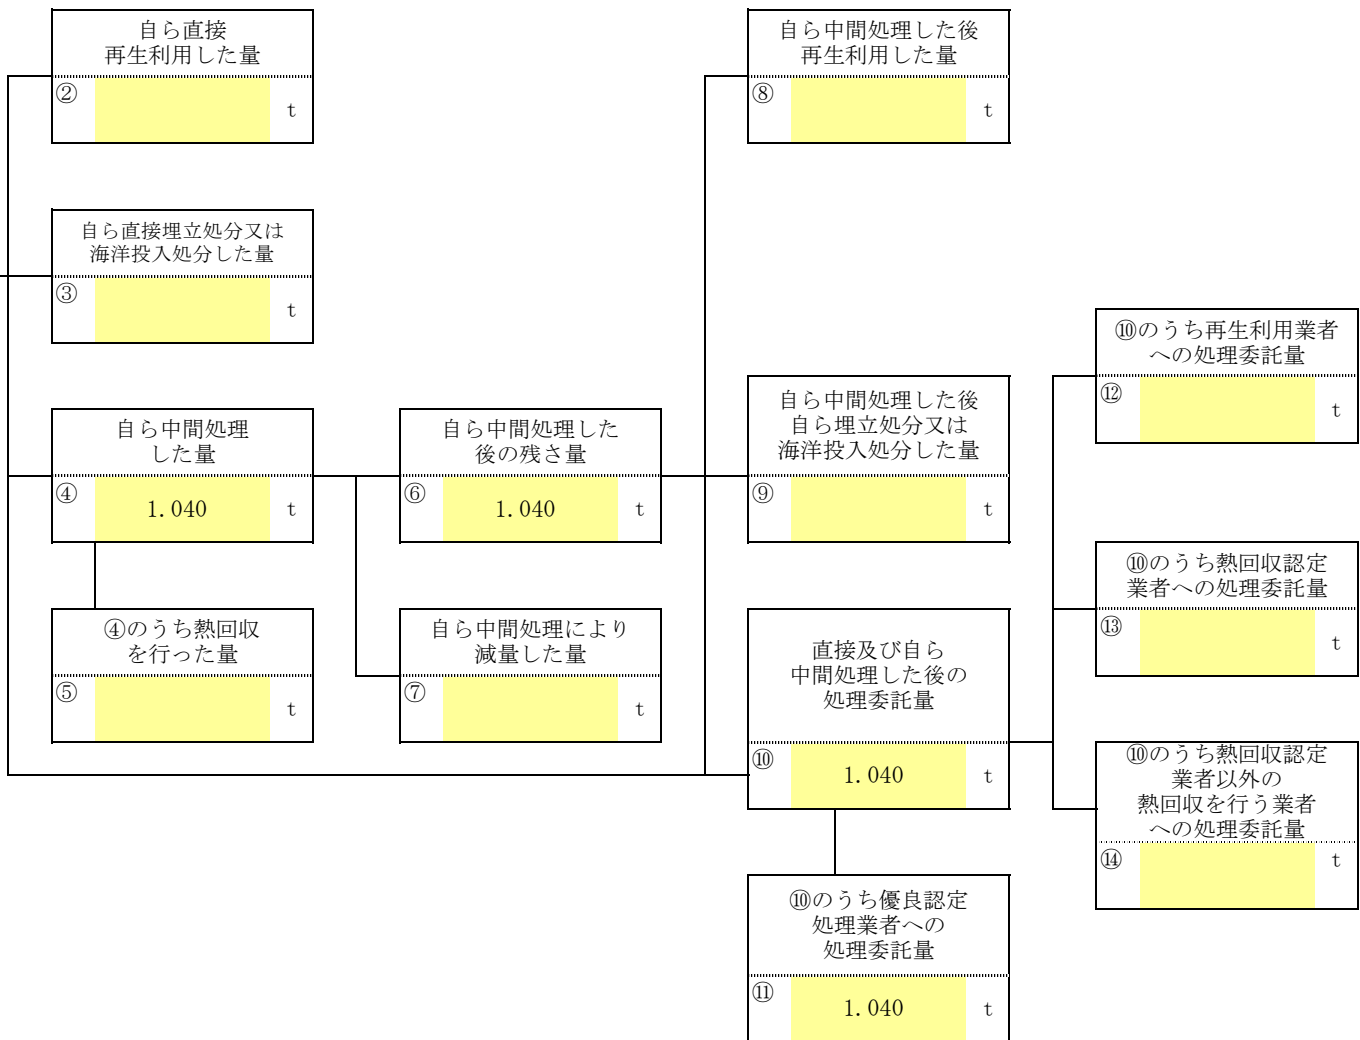 自ら直接
再生利用した量
②
t
自ら直接埋立処分又は
海洋投入処分した量
③
t
自ら中間処理
した量
④
1.040
t
④のうち熱回収
を行った量
⑤
t
自ら中間処理した
後の残さ量
⑥
1.040
t
自ら中間処理により
減量した量
⑦
t
自ら中間処理した後
再生利用した量
⑧
t
自ら中間処理した後
自ら埋立処分又は
海洋投入処分した量
⑨
t
直接及び自ら
中間処理した後の
処理委託量
⑩
1.040
t
⑩のうち優良認定
処理業者への
処理委託量
⑪
1.040
t
⑩のうち再生利用業者
への処理委託量
⑫
t
⑩のうち熱回収認定
業者への処理委託量
⑬
t
⑩のうち熱回収認定
業者以外の
熱回収を行う業者
への処理委託量
⑭
t